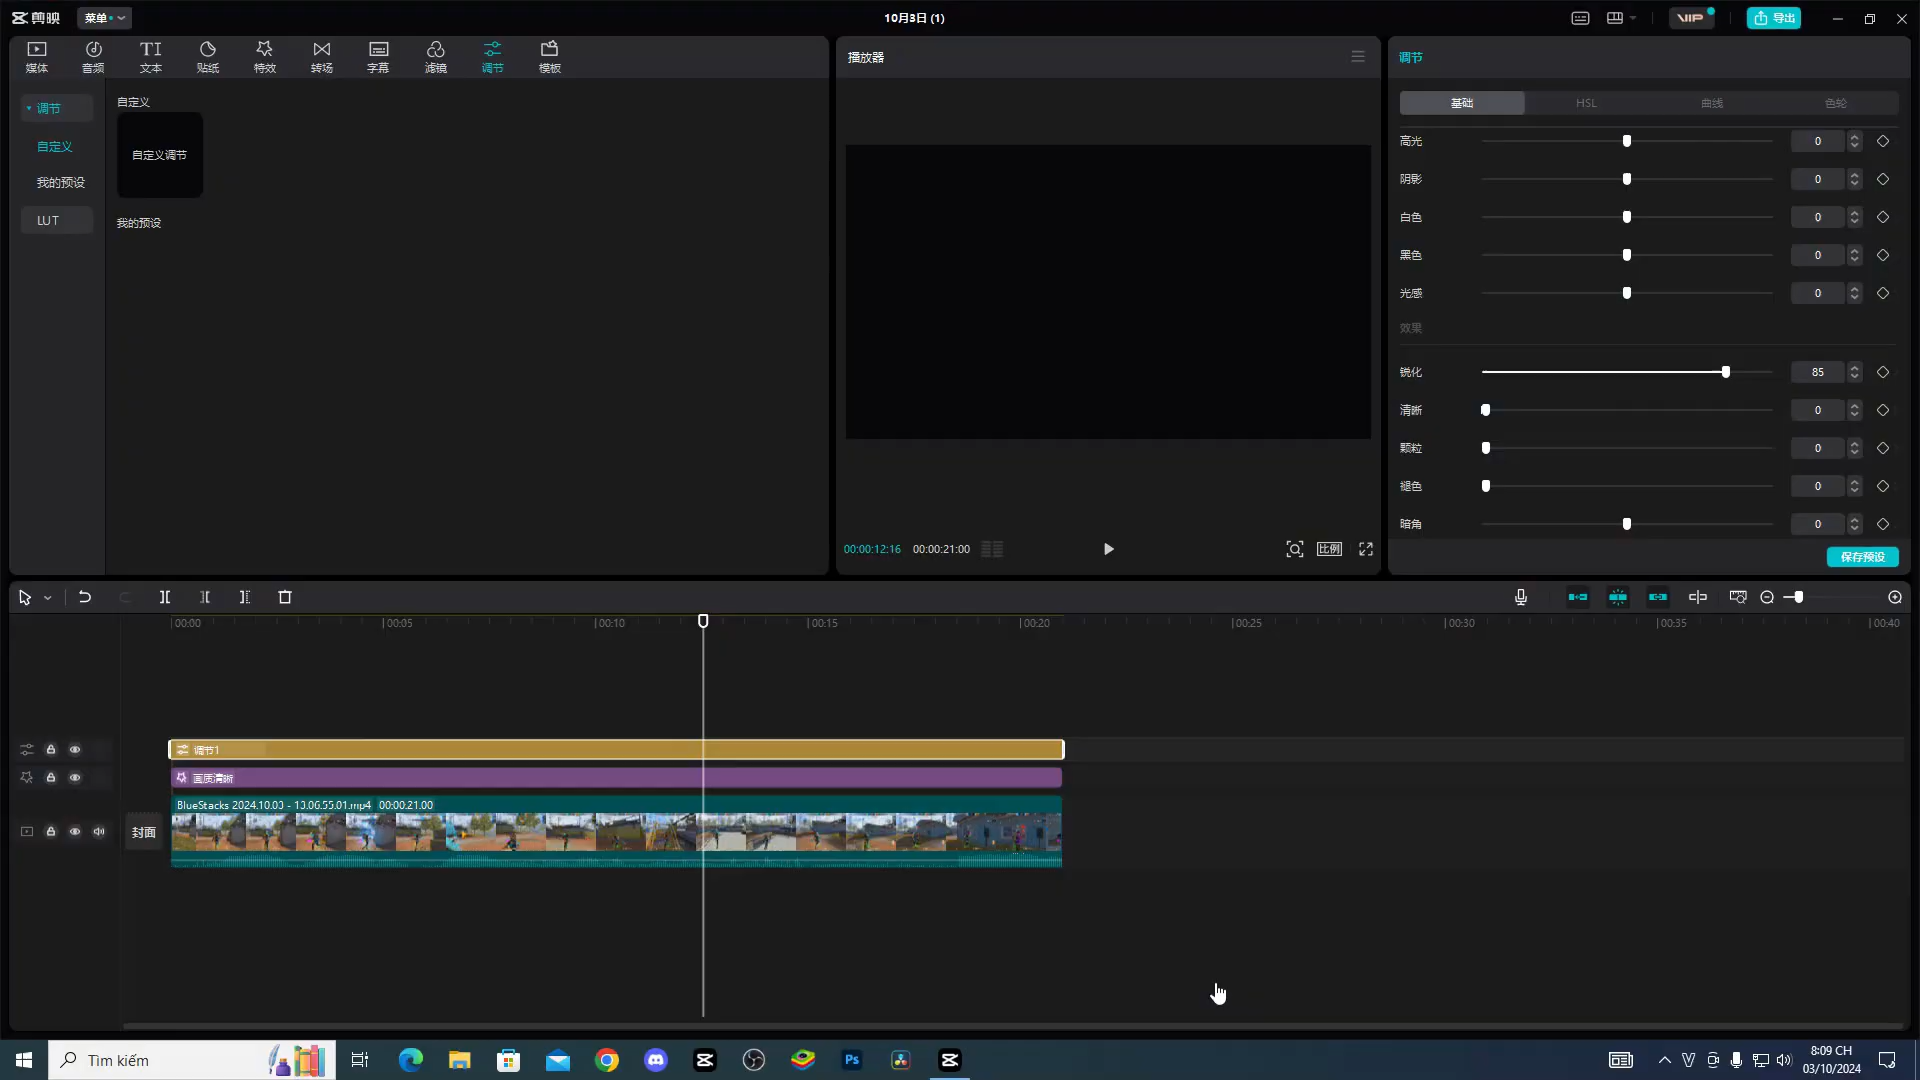 剪映
菜单
10月3日 (1)
VIP
导出
媒体
音频
文本
贴纸
特效
转场
字幕
滤镜
调节
模板
调节
自定义
我的预设
LUT
自定义
自定义调节
我的预设
播放器
00:00:12:16 00:00:21:00
比例
调节
基础
HSL
曲线
色轮
高光 0
阴影 0
白色 0
黑色 0
光感 0
效果
锐化 85
清晰 0
颗粒 0
褪色 0
暗角 0
保存预设
00:00
00:05
00:10
00:15
00:20
00:25
00:30
00:35
00:40
调节1
画质清晰
BlueStacks 2024.10.03 - 13.06.55.01.mp4 00:00:21:00
封面
Tìm kiếm
Ps
8:09 CH
03/10/2024